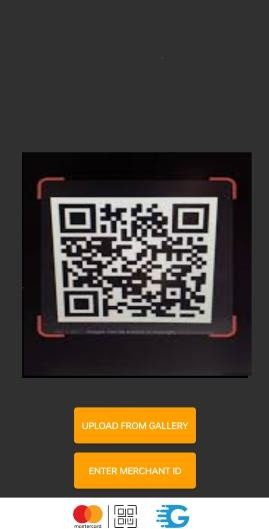 UPLOAD FROM GALLERY
ENTER MERCHANT ID
mastercard
G